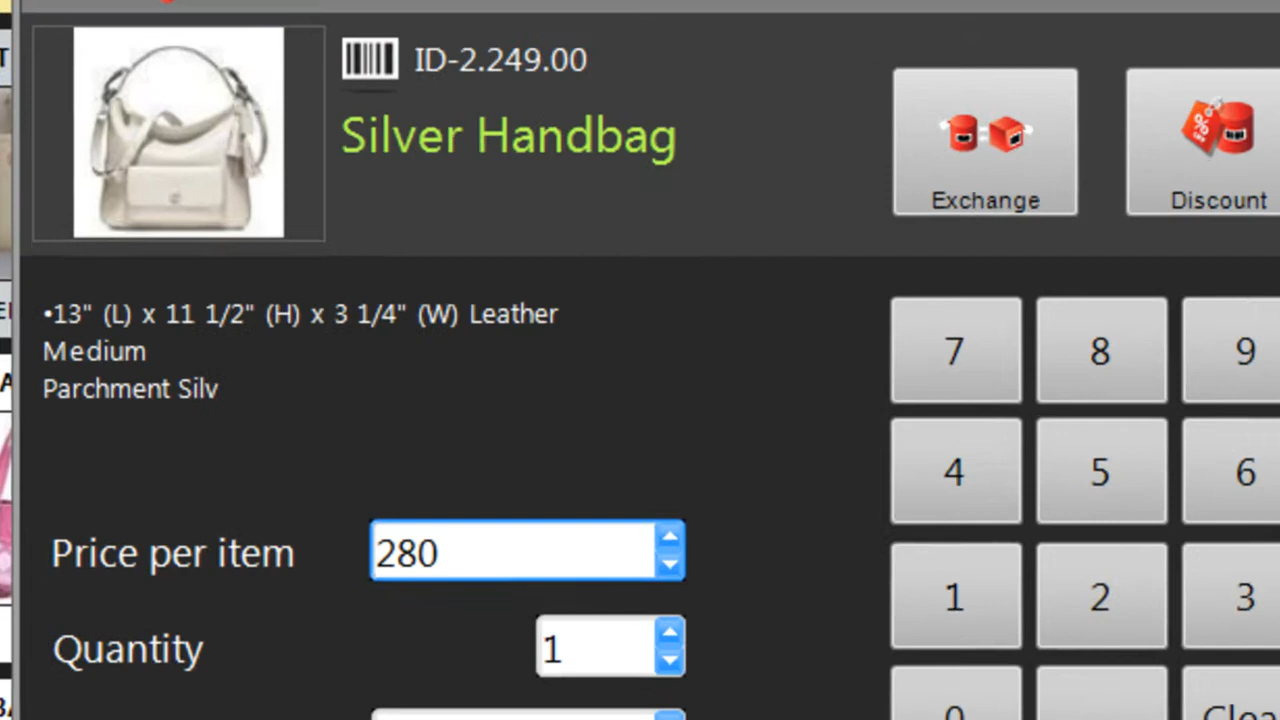 ID-2.249.00
Silver Handbag
Exchange
Discount
•13" (L) x 11 1/2" (H) x 3 1/4" (W) Leather
Medium
Parchment Silv
7 8 9
4 5 6
Price per item 280
1 2 3
Quantity 1
0